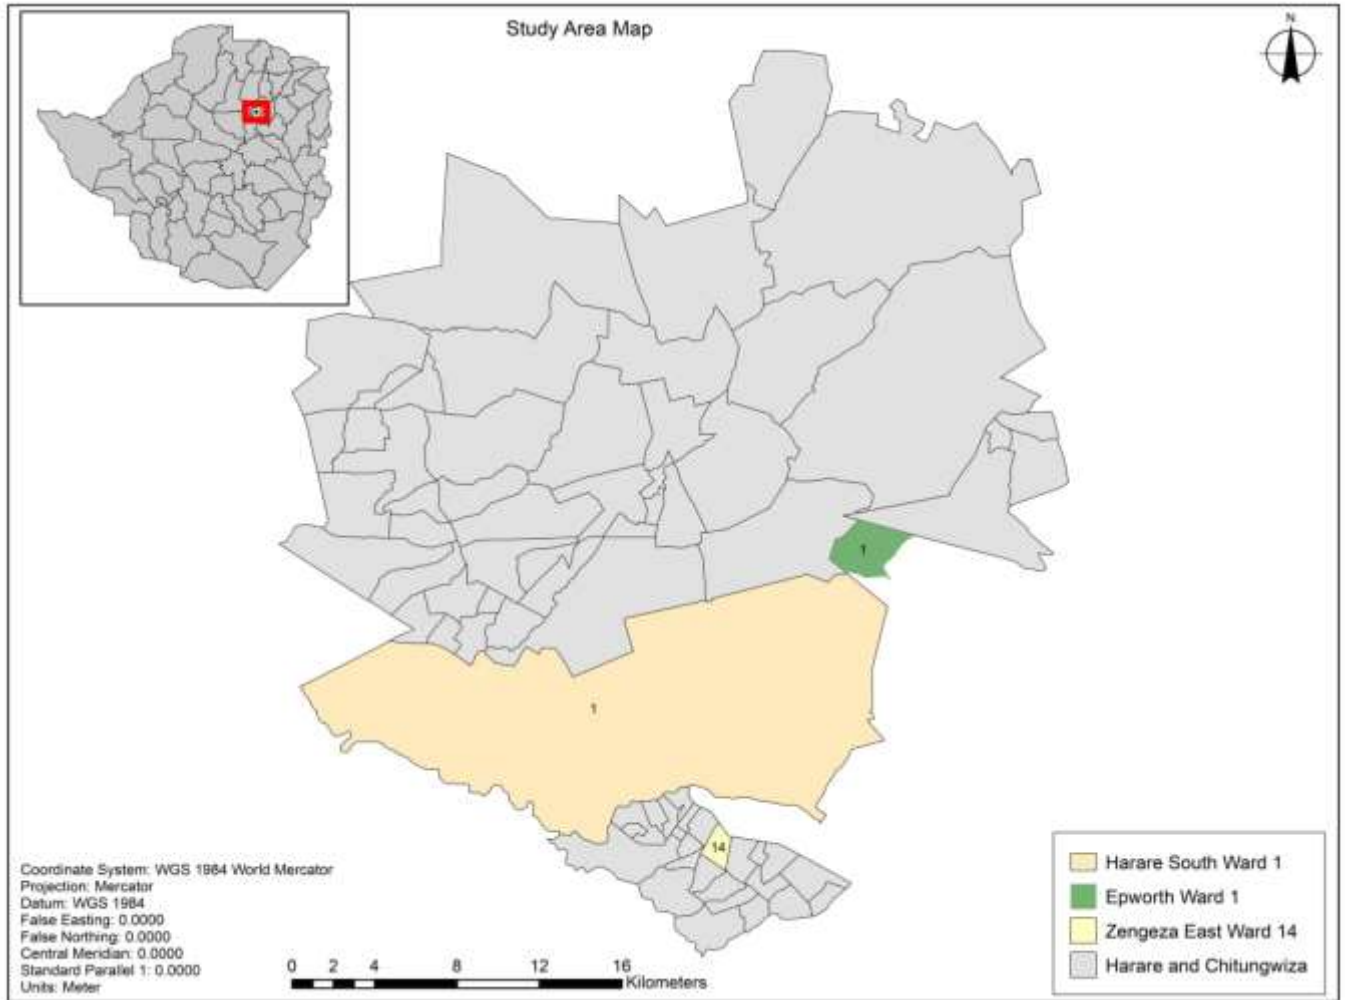 Study Area Map
N
1
1
14
Coordinate System: WGS 1984 World Mercator
Projection: Mercator
Datum: WGS 1984
False Easting: 0.0000
False Northing: 0.0000
Central Meridian: 0.0000
Standard Parallel 1: 0.0000
Units: Meter
0 2 4 8 12 16
Kilometers
Harare South Ward 1
Epworth Ward 1
Zengeza East Ward 14
Harare and Chitungwiza